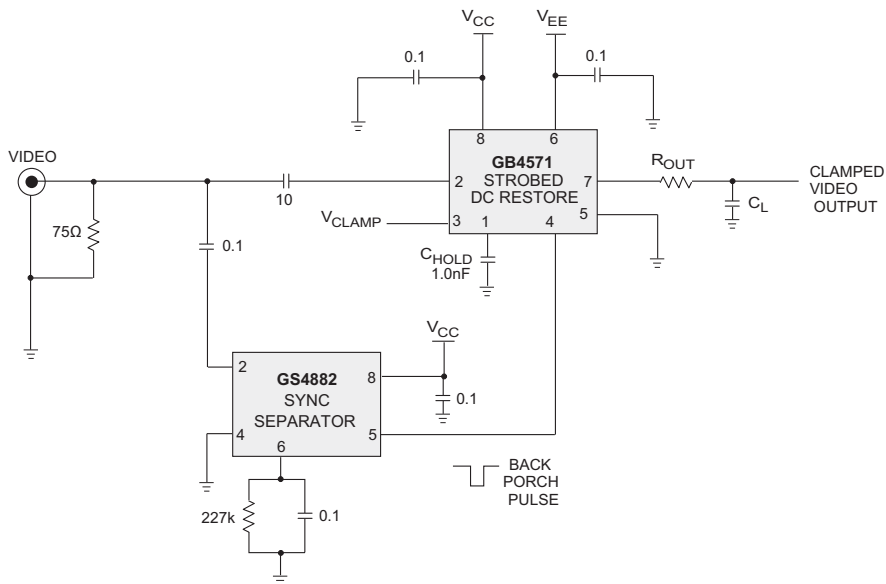 VCC
VEE
0.1
0.1
8
6
VIDEO
GB4571
STROBED
DC RESTORE
2
10
7
ROUT
CLAMPED
VIDEO
OUTPUT
VCLAMP
3
1
4
5
CL
75Ω
0.1
CHOLD
1.0nF
VCC
2
GS4882
SYNC
SEPARATOR
8
0.1
4
6
5
BACK
PORCH
PULSE
227k
0.1